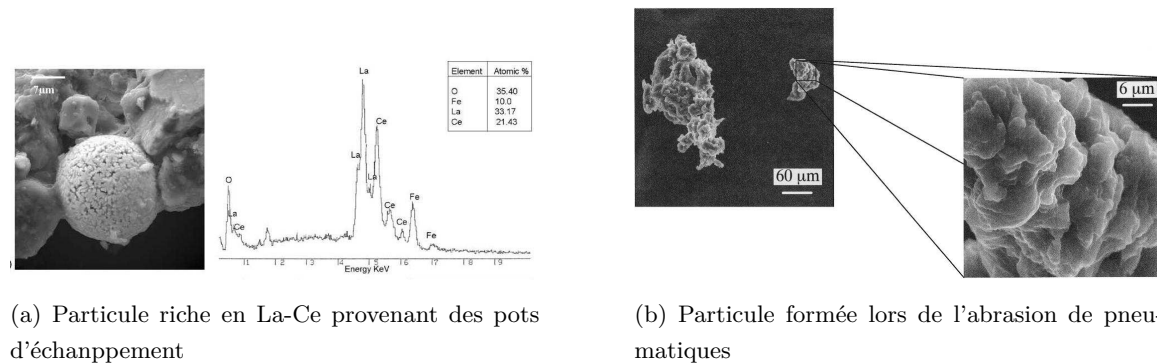 7μm
La
Ce
La
La
O
La
Ce
Ce
Ce
Fe
Fe
Element Atomic %
O 35.40
Fe 10.0
La 33.17
Ce 21.43
Energy KeV
60 μm
6 μm
(a) Particule riche en La-Ce provenant des pots
d'échanppement
(b) Particule formée lors de l'abrasion de pneu-
matiques